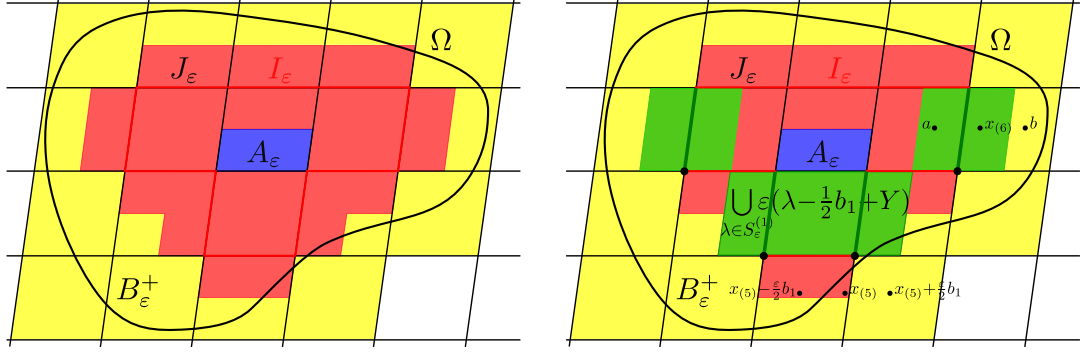 Ω
J_ε I_ε
A_ε
B_ε^+
Ω
J_ε I_ε
a x_(6) b
A_ε
⋃ ε(λ−½b_1+Y)
λ∈S_ε^(1)
B_ε^+ x_(5)−ε/2 b_1 x_(5) x_(5)+ε/2 b_1